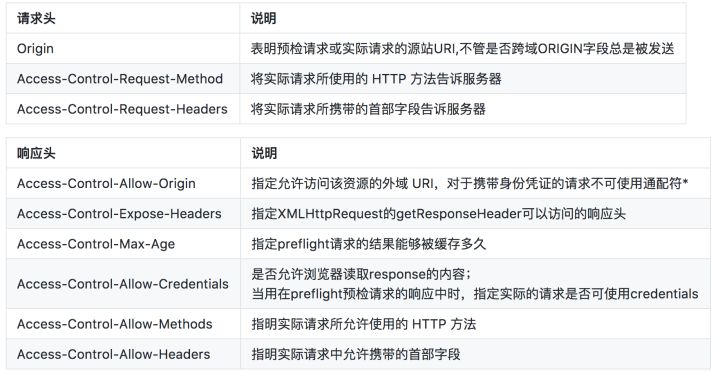 请求头 说明
Origin 表明预检请求或实际请求的源站URI,不管是否跨域ORIGIN字段总是被发送
Access-Control-Request-Method 将实际请求所使用的 HTTP 方法告诉服务器
Access-Control-Request-Headers 将实际请求所携带的首部字段告诉服务器
响应头 说明
Access-Control-Allow-Origin 指定允许访问该资源的外域 URI，对于携带身份凭证的请求不可使用通配符*
Access-Control-Expose-Headers 指定XMLHttpRequest的getResponseHeader可以访问的响应头
Access-Control-Max-Age 指定preflight请求的结果能够被缓存多久
Access-Control-Allow-Credentials 是否允许浏览器读取response的内容；
当用在preflight预检请求的响应中时，指定实际的请求是否可使用credentials
Access-Control-Allow-Methods 指明实际请求所允许使用的 HTTP 方法
Access-Control-Allow-Headers 指明实际请求中允许携带的首部字段